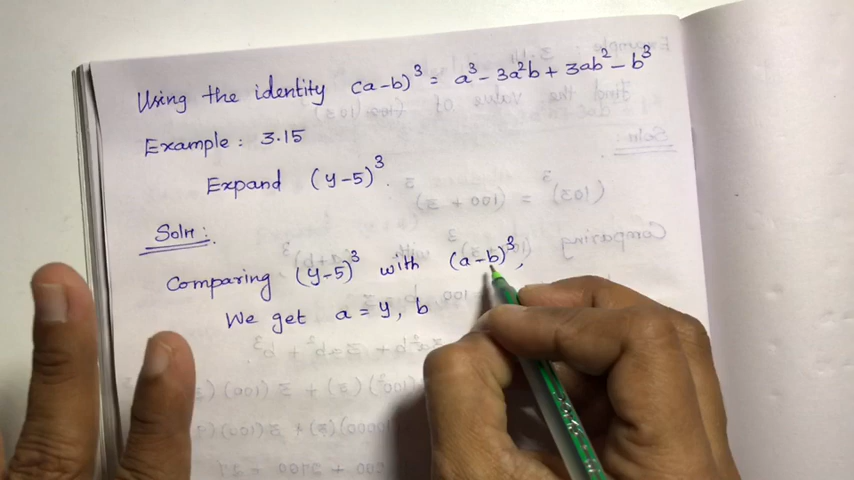 Using the identity (a-b)³ = a³ - 3a²b + 3ab² - b³
Example: 3.15
Expand (y-5)³.
Soln:
Comparing (y-5)³ with (a-b)³,
We get a = y, b